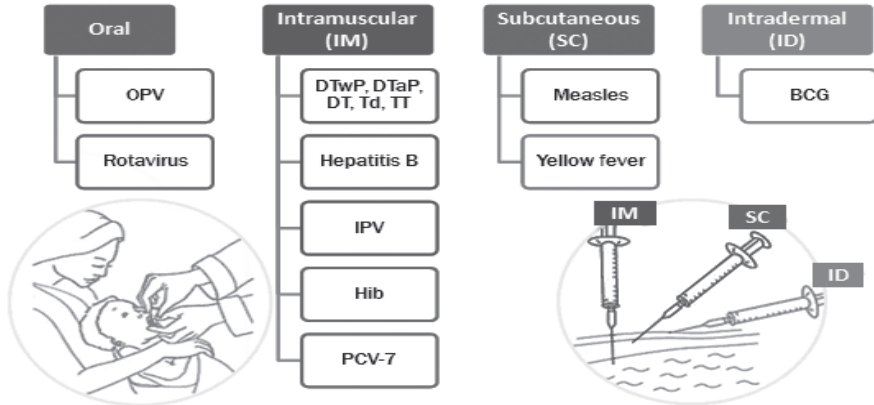 Oral
OPV
Rotavirus
Intramuscular
(IM)
DTwP, DTaP,
DT, Td, TT
Hepatitis B
IPV
Hib
PCV-7
Subcutaneous
(SC)
Measles
Yellow fever
Intradermal
(ID)
BCG
IM
SC
ID